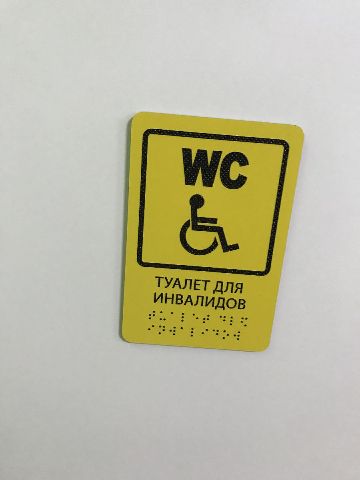 WC
ТУАЛЕТ ДЛЯ
ИНВАЛИДОВ
⠞⠥⠁⠇⠑⠞ ⠙⠇⠫
⠊⠝⠺⠁⠇⠊⠙⠕⠺